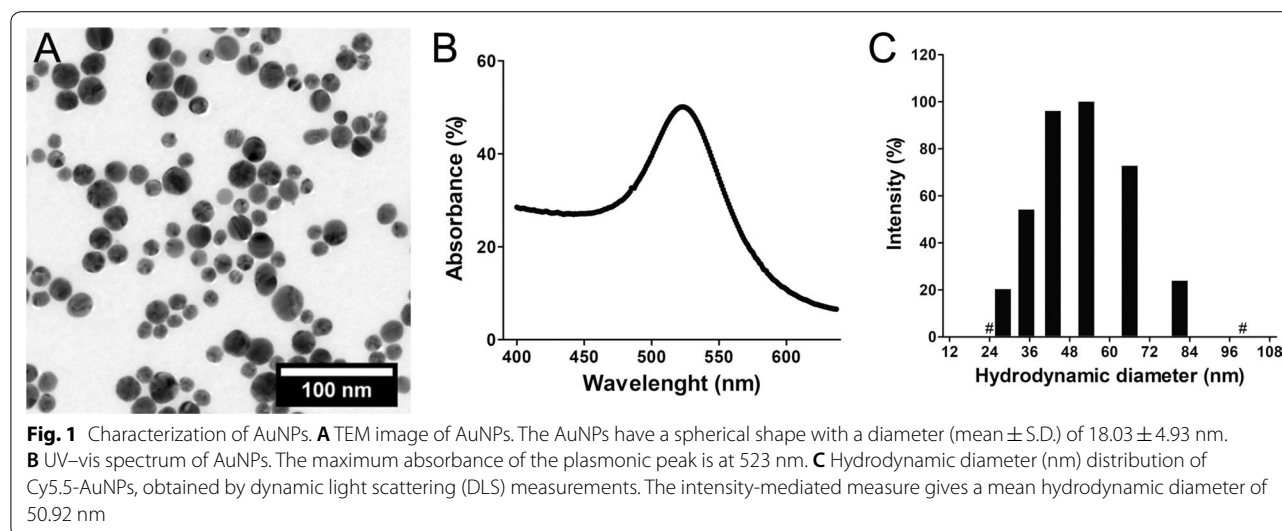 A
100 nm
B
60
40
20
0
Absorbance (%)
400 450 500 550 600
Wavelenght (nm)
C
120
100
80
60
40
20
0
Intensity (%)
# #
12 24 36 48 60 72 84 96 108
Hydrodynamic diameter (nm)
Fig. 1 Characterization of AuNPs. A TEM image of AuNPs. The AuNPs have a spherical shape with a diameter (mean ± S.D.) of 18.03 ± 4.93 nm.
B UV–vis spectrum of AuNPs. The maximum absorbance of the plasmonic peak is at 523 nm. C Hydrodynamic diameter (nm) distribution of
Cy5.5-AuNPs, obtained by dynamic light scattering (DLS) measurements. The intensity-mediated measure gives a mean hydrodynamic diameter of
50.92 nm